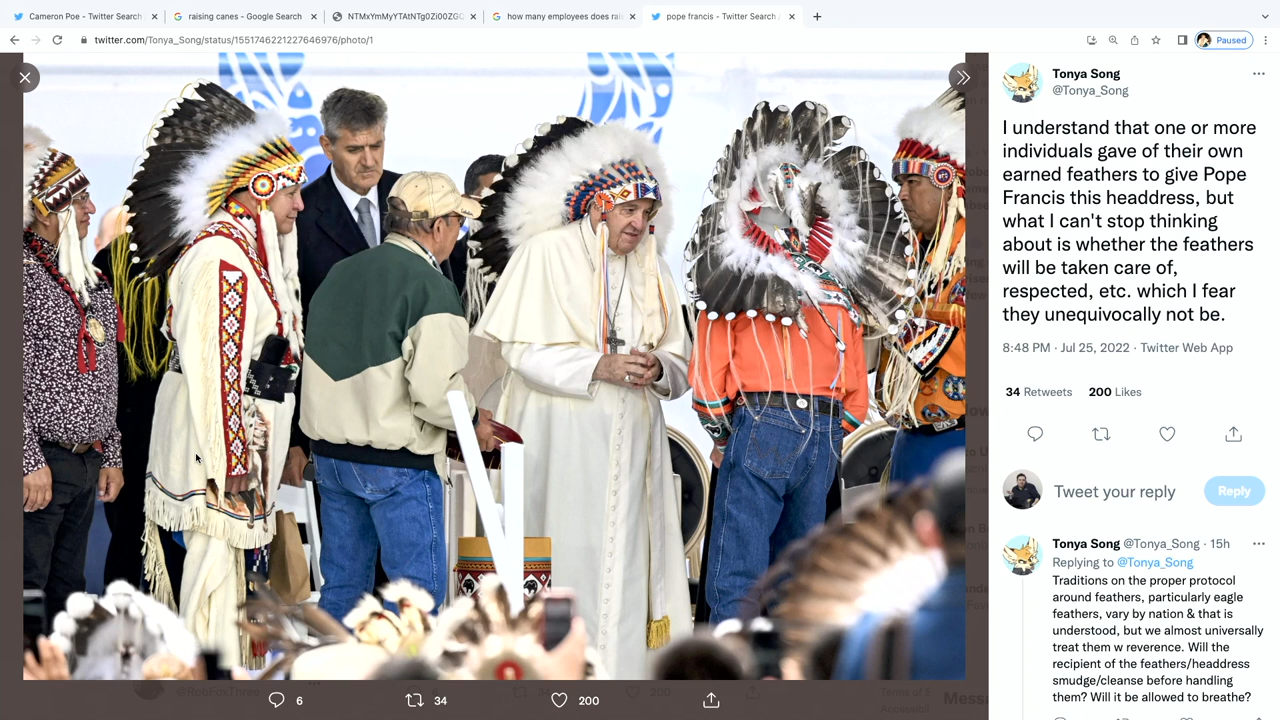 Cameron Poe - Twitter Search
raising canes - Google Search
how many employees does rai
pope francis - Twitter Search /
twitter.com/Tonya_Song/status/1551746221227646976/photo/1
Paused
Tonya Song
@Tonya_Song
I understand that one or more
individuals gave of their own
earned feathers to give Pope
Francis this headdress, but
what I can't stop thinking
about is whether the feathers
will be taken care of,
respected, etc. which I fear
they unequivocally not be.
8:48 PM · Jul 25, 2022 · Twitter Web App
34 Retweets 200 Likes
Tweet your reply
Reply
Tonya Song @Tonya_Song · 15h
Replying to @Tonya_Song
Traditions on the proper protocol
around feathers, particularly eagle
feathers, vary by nation & that is
understood, but we almost universally
treat them w reverence. Will the
recipient of the feathers/headdress
smudge/cleanse before handling
them? Will it be allowed to breathe?
6 34 200
@RobFoxThree
Terms of
Messa